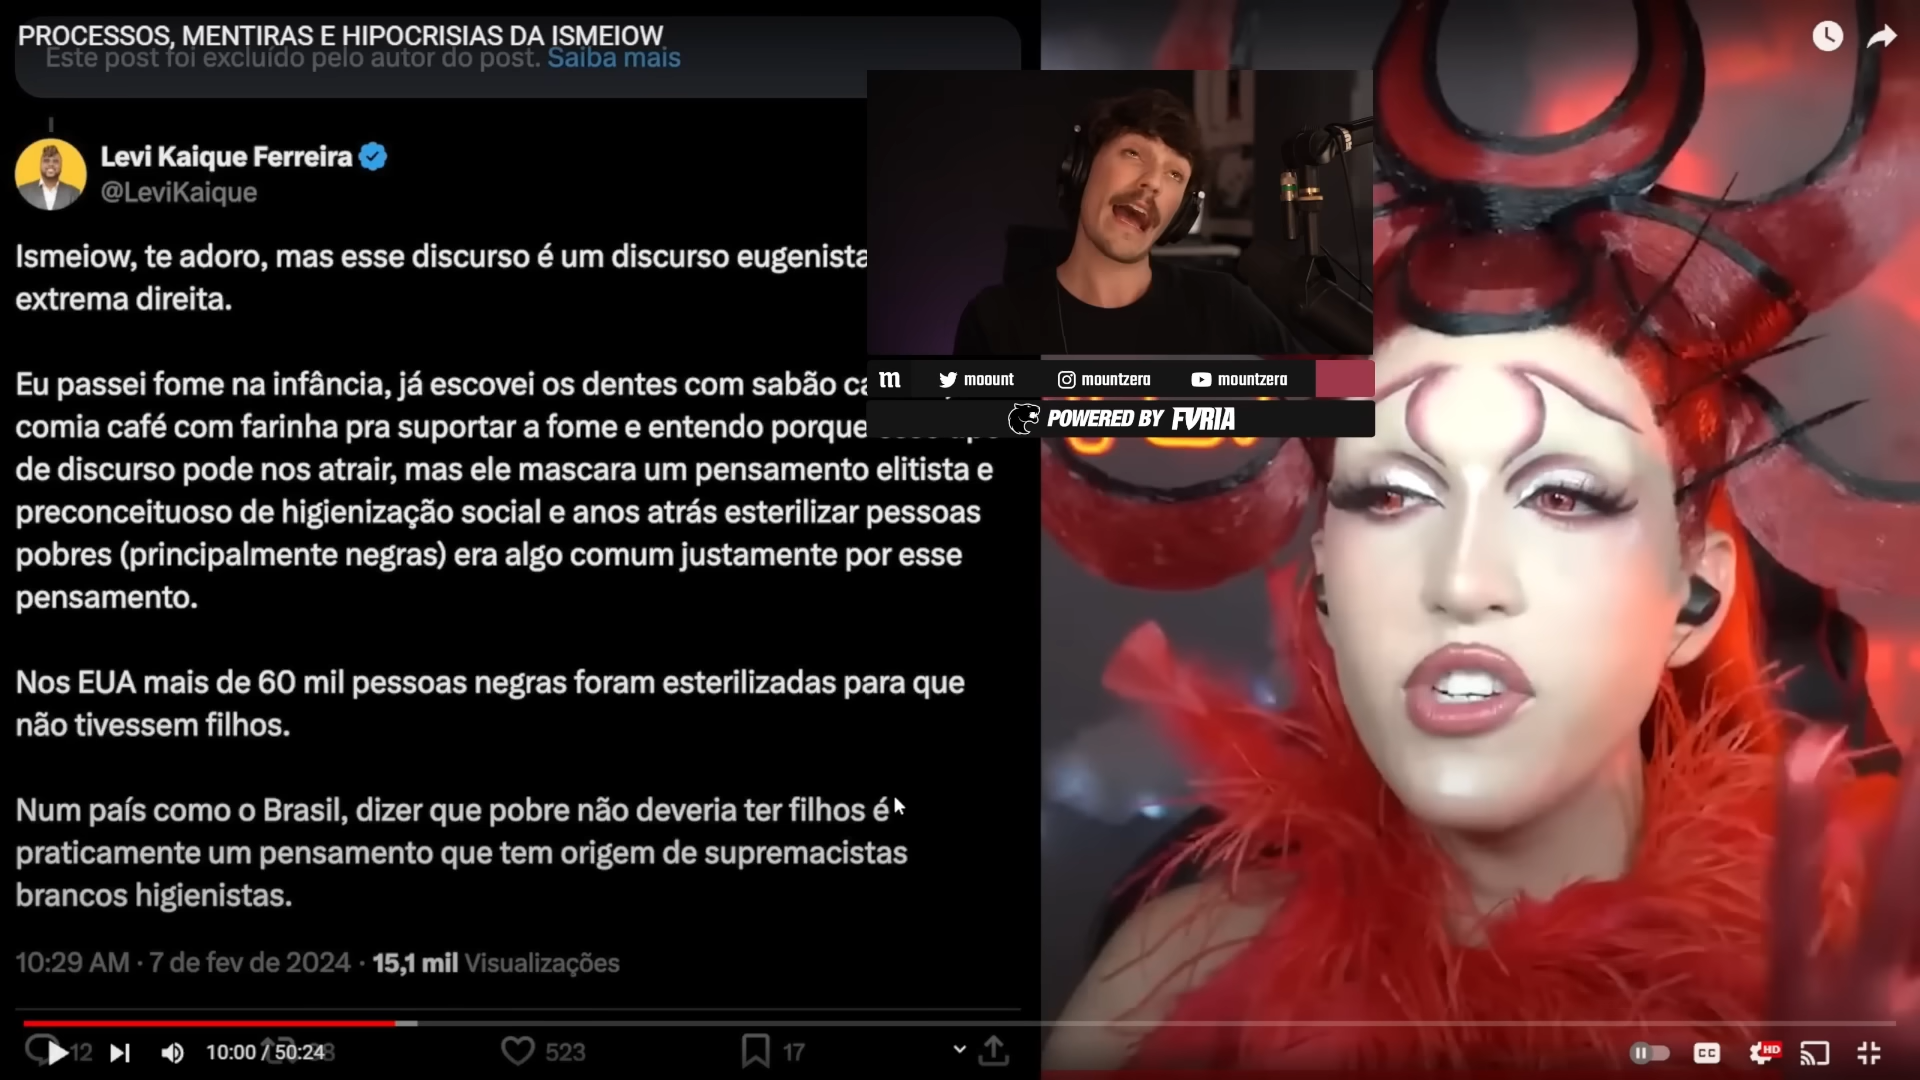 PROCESSOS, MENTIRAS E HIPOCRISIAS DA ISMEIOW
Este post foi excluído pelo autor do post. Saiba mais
Levi Kaique Ferreira
@LeviKaique
Ismeiow, te adoro, mas esse discurso é um discurso eugenista
extrema direita.
Eu passei fome na infância, já escovei os dentes com sabão
comia café com farinha pra suportar a fome e entendo porque
de discurso pode nos atrair, mas ele mascara um pensamento elitista e
preconceituoso de higienização social e anos atrás esterilizar pessoas
pobres (principalmente negras) era algo comum justamente por esse
pensamento.
Nos EUA mais de 60 mil pessoas negras foram esterilizadas para que
não tivessem filhos.
Num país como o Brasil, dizer que pobre não deveria ter filhos é
praticamente um pensamento que tem origem de supremacistas
brancos higienistas.
10:29 AM · 7 de fev de 2024 · 15,1 mil Visualizações
12
523
17
10:00 / 50:24
m
moount
mountzera
mountzera
POWERED BY FVRIA
CC
HD